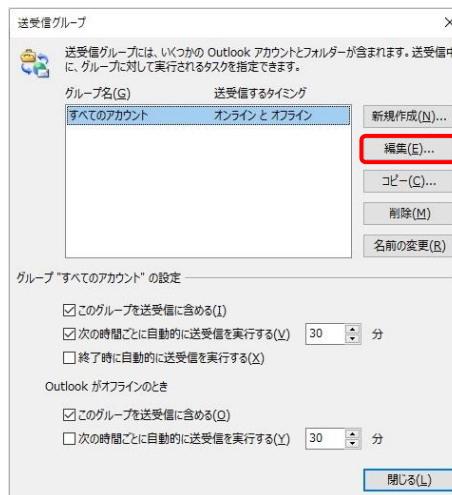 送受信グループ
送受信グループには、いくつかの Outlook アカウントとフォルダーが含まれます。送受信中
に、グループに対して実行されるタスクを指定できます。
グループ名(G) 送受信するタイミング
すべてのアカウント オンライン と オフライン
新規作成(N)...
編集(E)...
コピー(C)...
削除(M)
名前の変更(R)
グループ "すべてのアカウント" の設定
このグループを送受信に含める(I)
次の時間ごとに自動的に送受信を実行する(V) 30 分
終了時に自動的に送受信を実行する(X)
Outlook がオフラインのとき
このグループを送受信に含める(O)
次の時間ごとに自動的に送受信を実行する(Y) 30 分
閉じる(L)